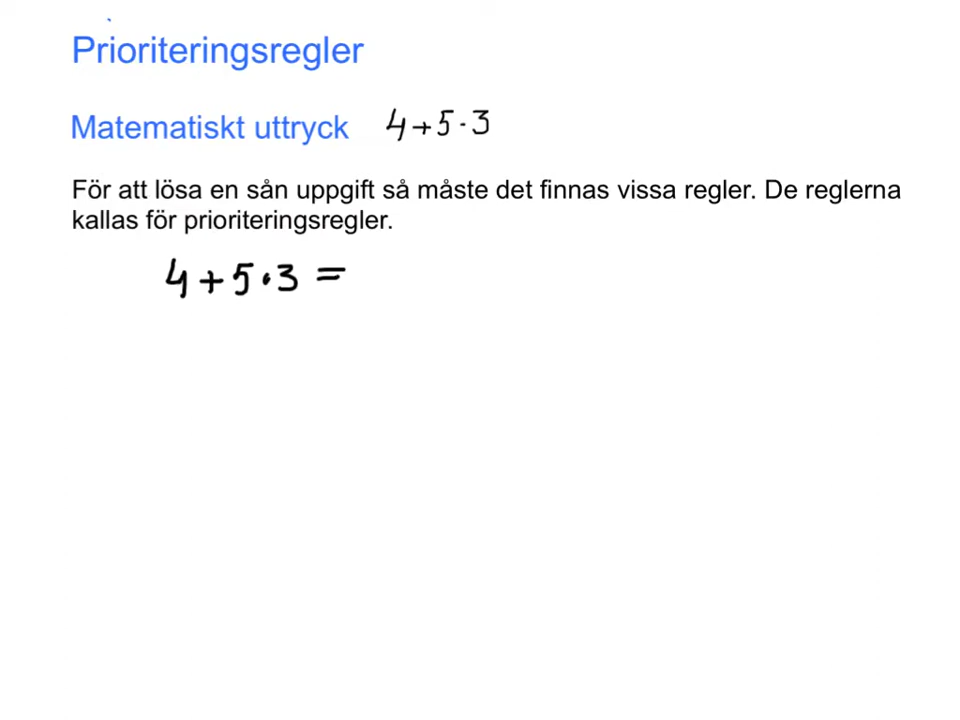 Prioriteringsregler
Matematiskt uttryck 4+5·3
För att lösa en sån uppgift så måste det finnas vissa regler. De reglerna
kallas för prioriteringsregler.
4+5·3=